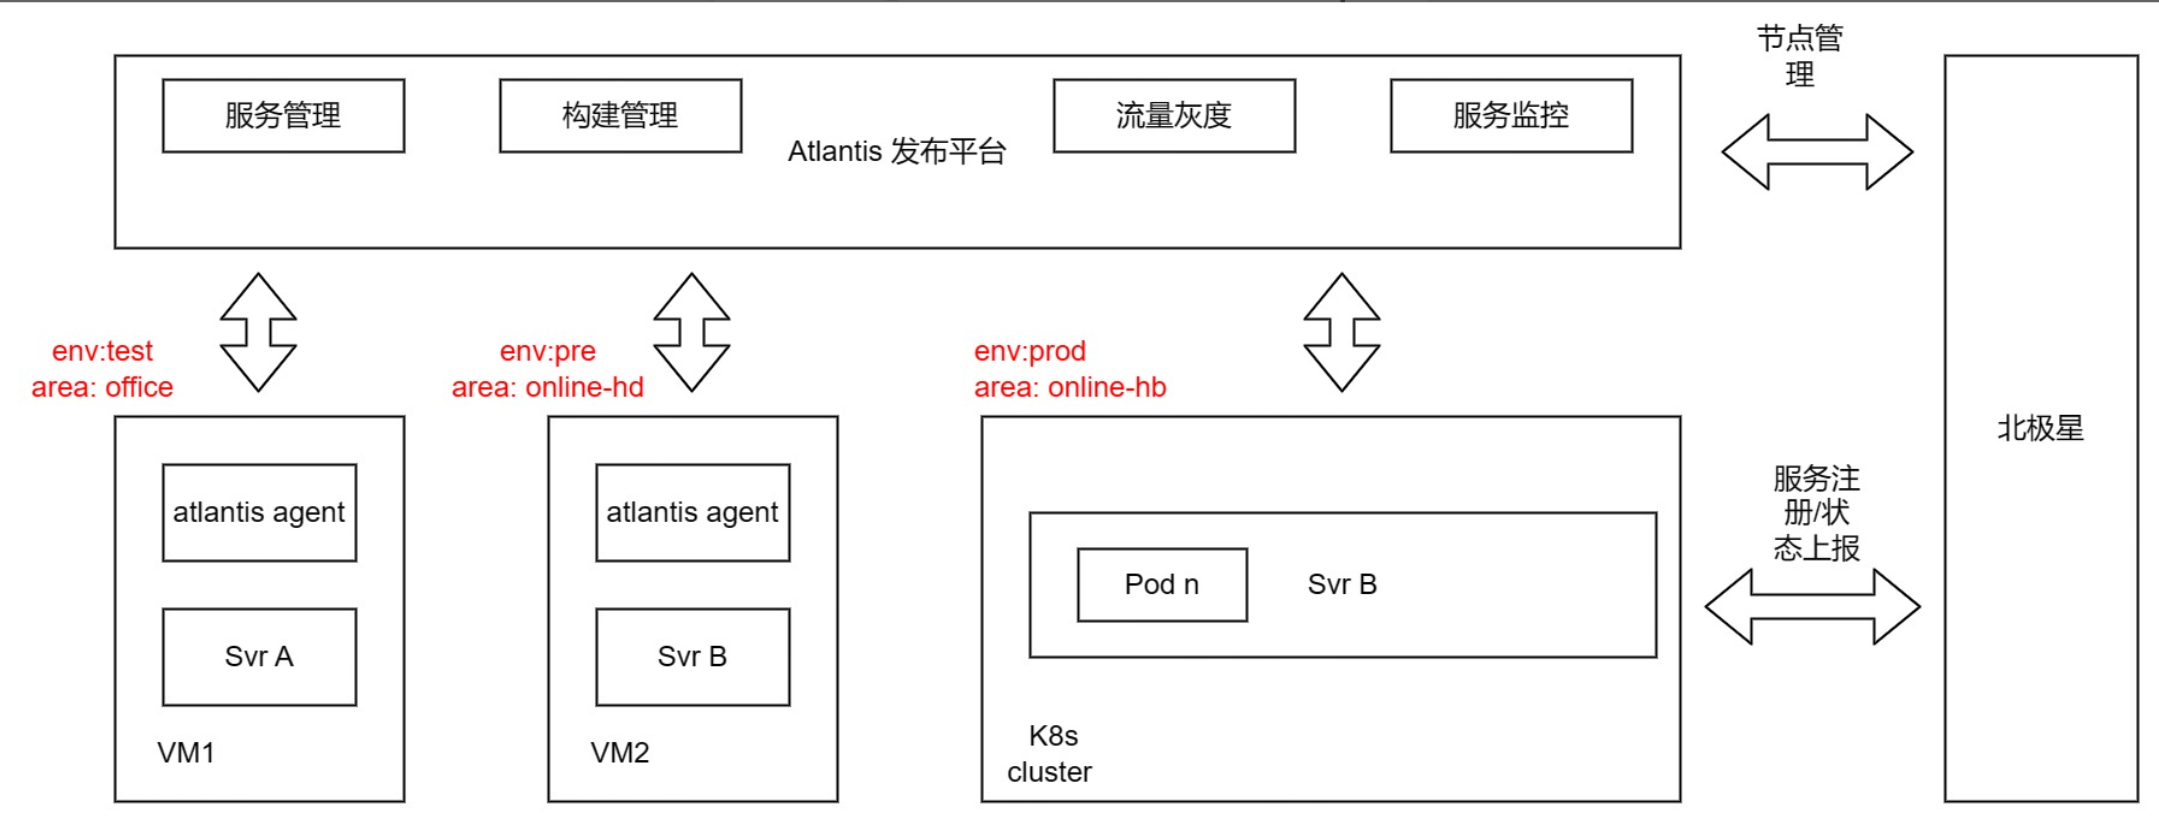 节点管
理
服务管理
构建管理
流量灰度
服务监控
Atlantis 发布平台
env:test
area: office
env:pre
area: online-hd
env:prod
area: online-hb
北极星
服务注
册/状
态上报
atlantis agent
atlantis agent
Pod n
Svr B
Svr A
Svr B
VM1
VM2
K8s
cluster